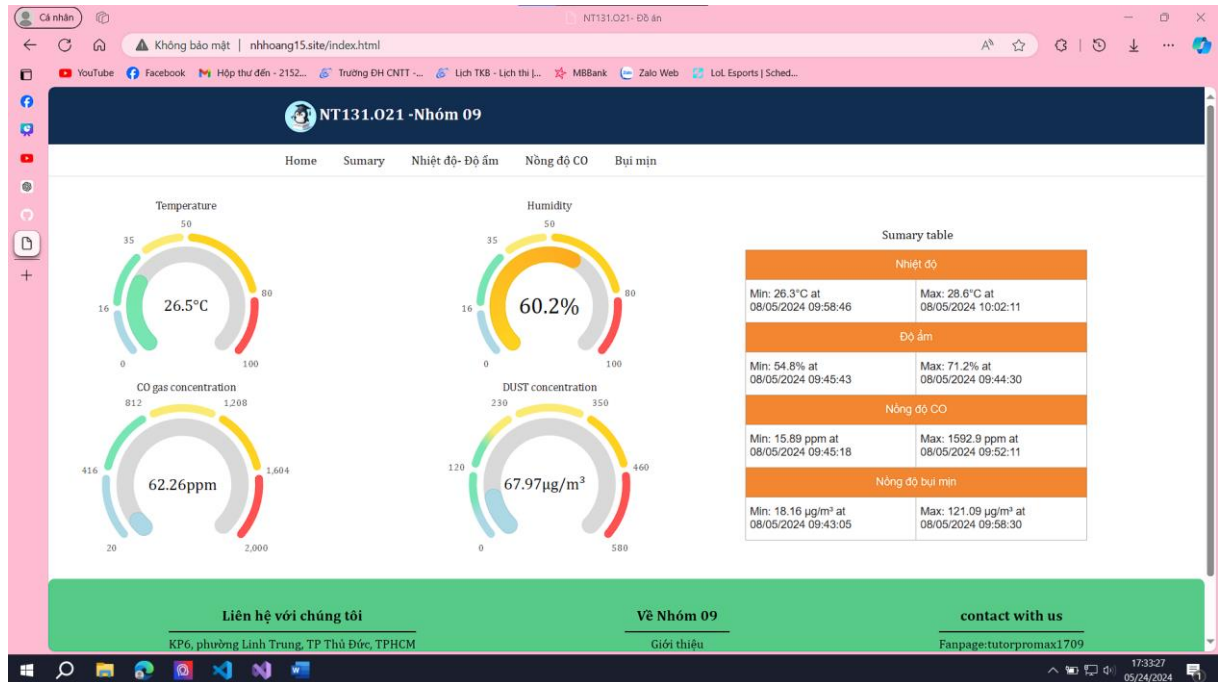 Cá nhân
NT131.O21- Đồ án
Không bảo mật | nhhoang15.site/index.html
YouTube Facebook Hộp thư đến - 2152... Trường ĐH CNTT -... Lịch TKB - Lịch thi |... MBBank Zalo Web LoL Esports | Sched...
NT131.O21 -Nhóm 09
Home Sumary Nhiệt độ- Độ ẩm Nồng độ CO Bụi mịn
Temperature
0
16
35
50
80
100
26.5°C
Humidity
0
16
35
50
80
100
60.2%
CO gas concentration
20
416
812
1,208
1,604
2,000
62.26ppm
DUST concentration
0
120
230
350
460
580
67.97µg/m³
Sumary table
Nhiệt độ
Min: 26.3°C at
08/05/2024 09:58:46
Max: 28.6°C at
08/05/2024 10:02:11
Độ ẩm
Min: 54.8% at
08/05/2024 09:45:43
Max: 71.2% at
08/05/2024 09:44:30
Nồng độ CO
Min: 15.89 ppm at
08/05/2024 09:45:18
Max: 1592.9 ppm at
08/05/2024 09:52:11
Nồng độ bụi mịn
Min: 18.16 µg/m³ at
08/05/2024 09:43:05
Max: 121.09 µg/m³ at
08/05/2024 09:58:30
Liên hệ với chúng tôi
KP6, phường Linh Trung, TP Thủ Đức, TPHCM
Về Nhóm 09
Giới thiệu
contact with us
Fanpage:tutorpromax1709
17:33:27
05/24/2024